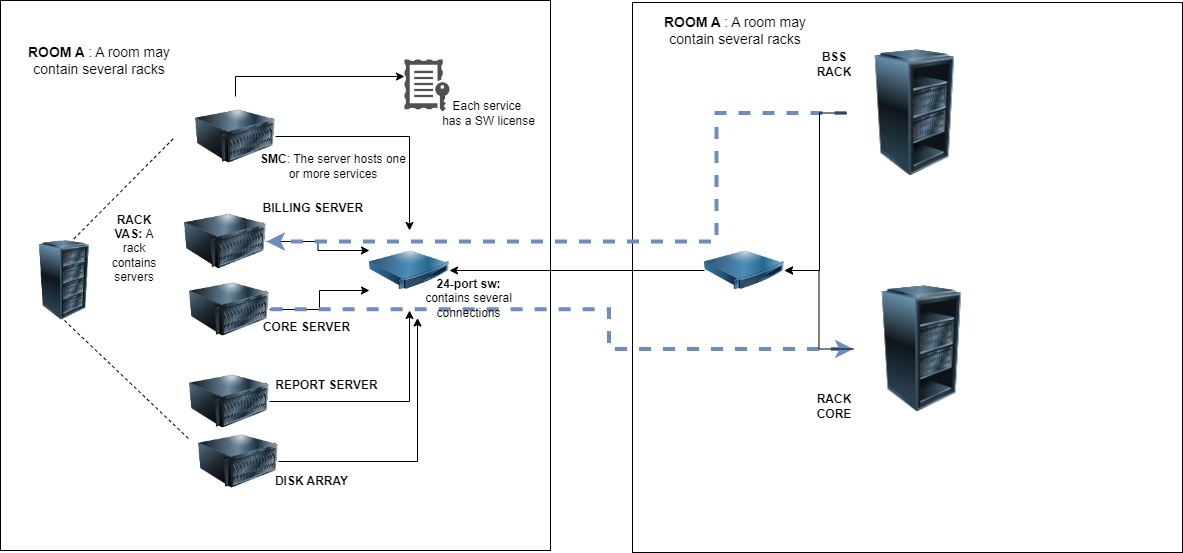 ROOM A : A room may
contain several racks
Each service
has a SW license
SMC: The server hosts one
or more services
BILLING SERVER
RACK
VAS: A
rack
contains
servers
24-port sw:
contains several
connections
CORE SERVER
REPORT SERVER
DISK ARRAY
ROOM A : A room may
contain several racks
BSS
RACK
RACK
CORE